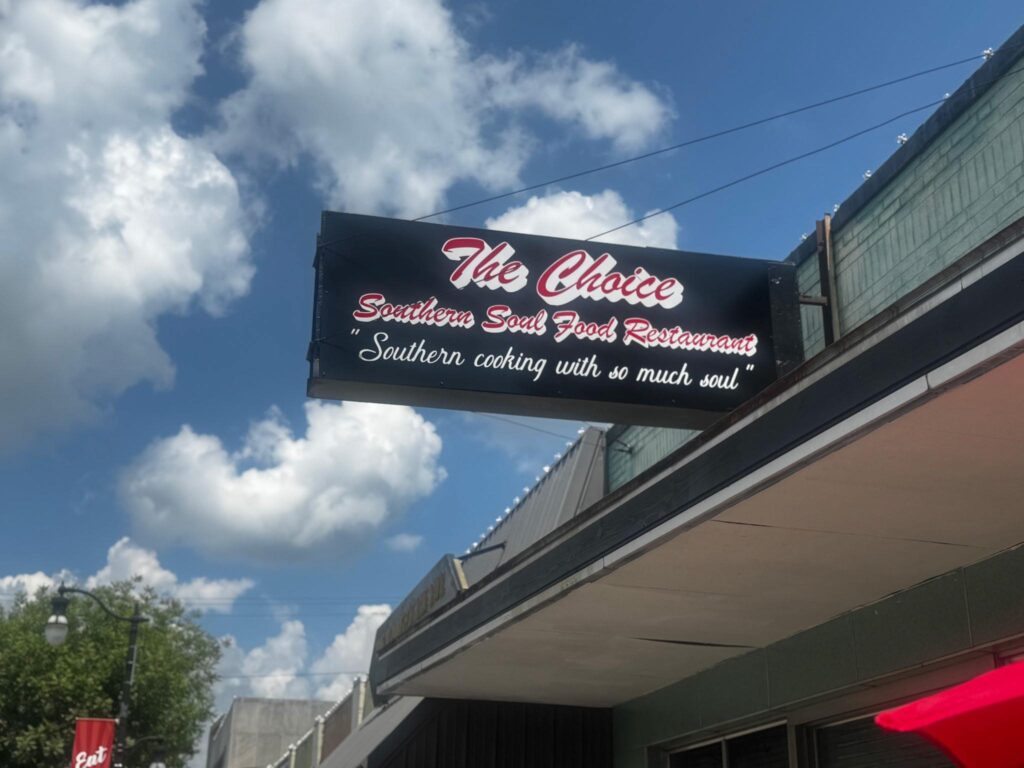 The Choice
Southern Soul Food Restaurant
"Southern cooking with so much soul"
Eat